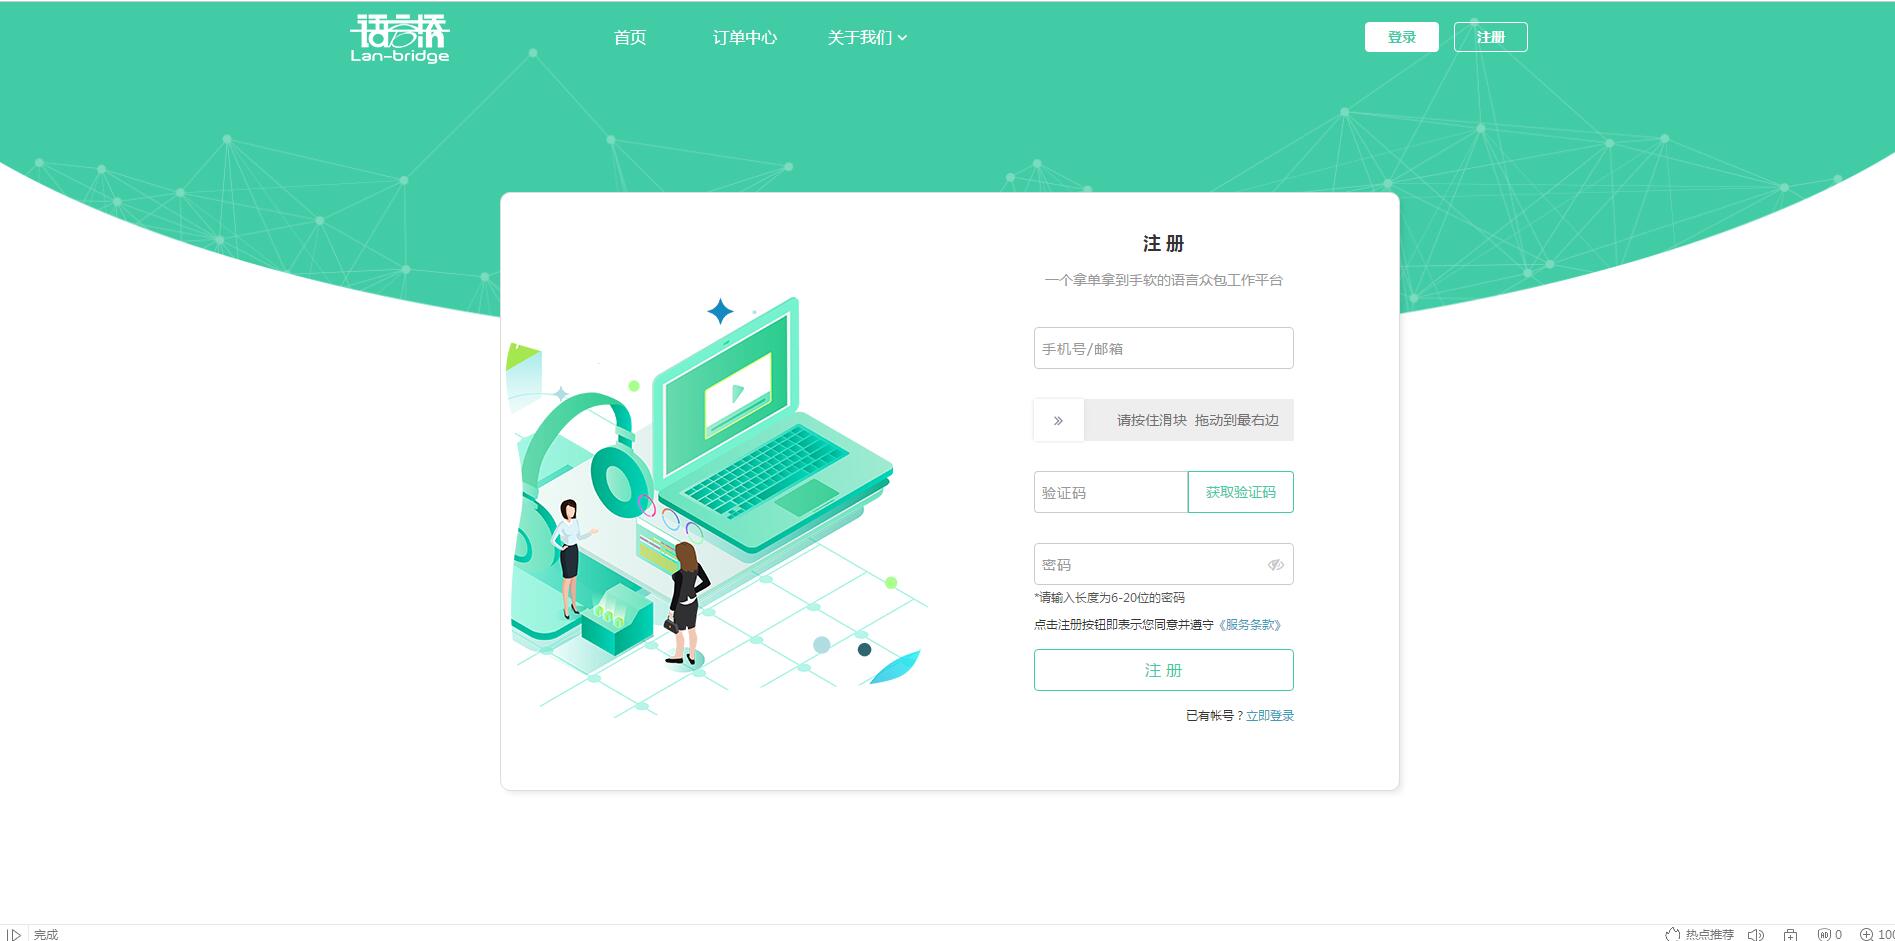 语言桥
Lan-bridge
首页
订单中心
关于我们
登录
注册
注 册
一个拿单拿到手软的语言众包工作平台
手机号/邮箱
请按住滑块 拖动到最右边
验证码
获取验证码
密码
*请输入长度为6-20位的密码
点击注册按钮即表示您同意并遵守《服务条款》
注 册
已有帐号？立即登录
完成
热点推荐
0
100